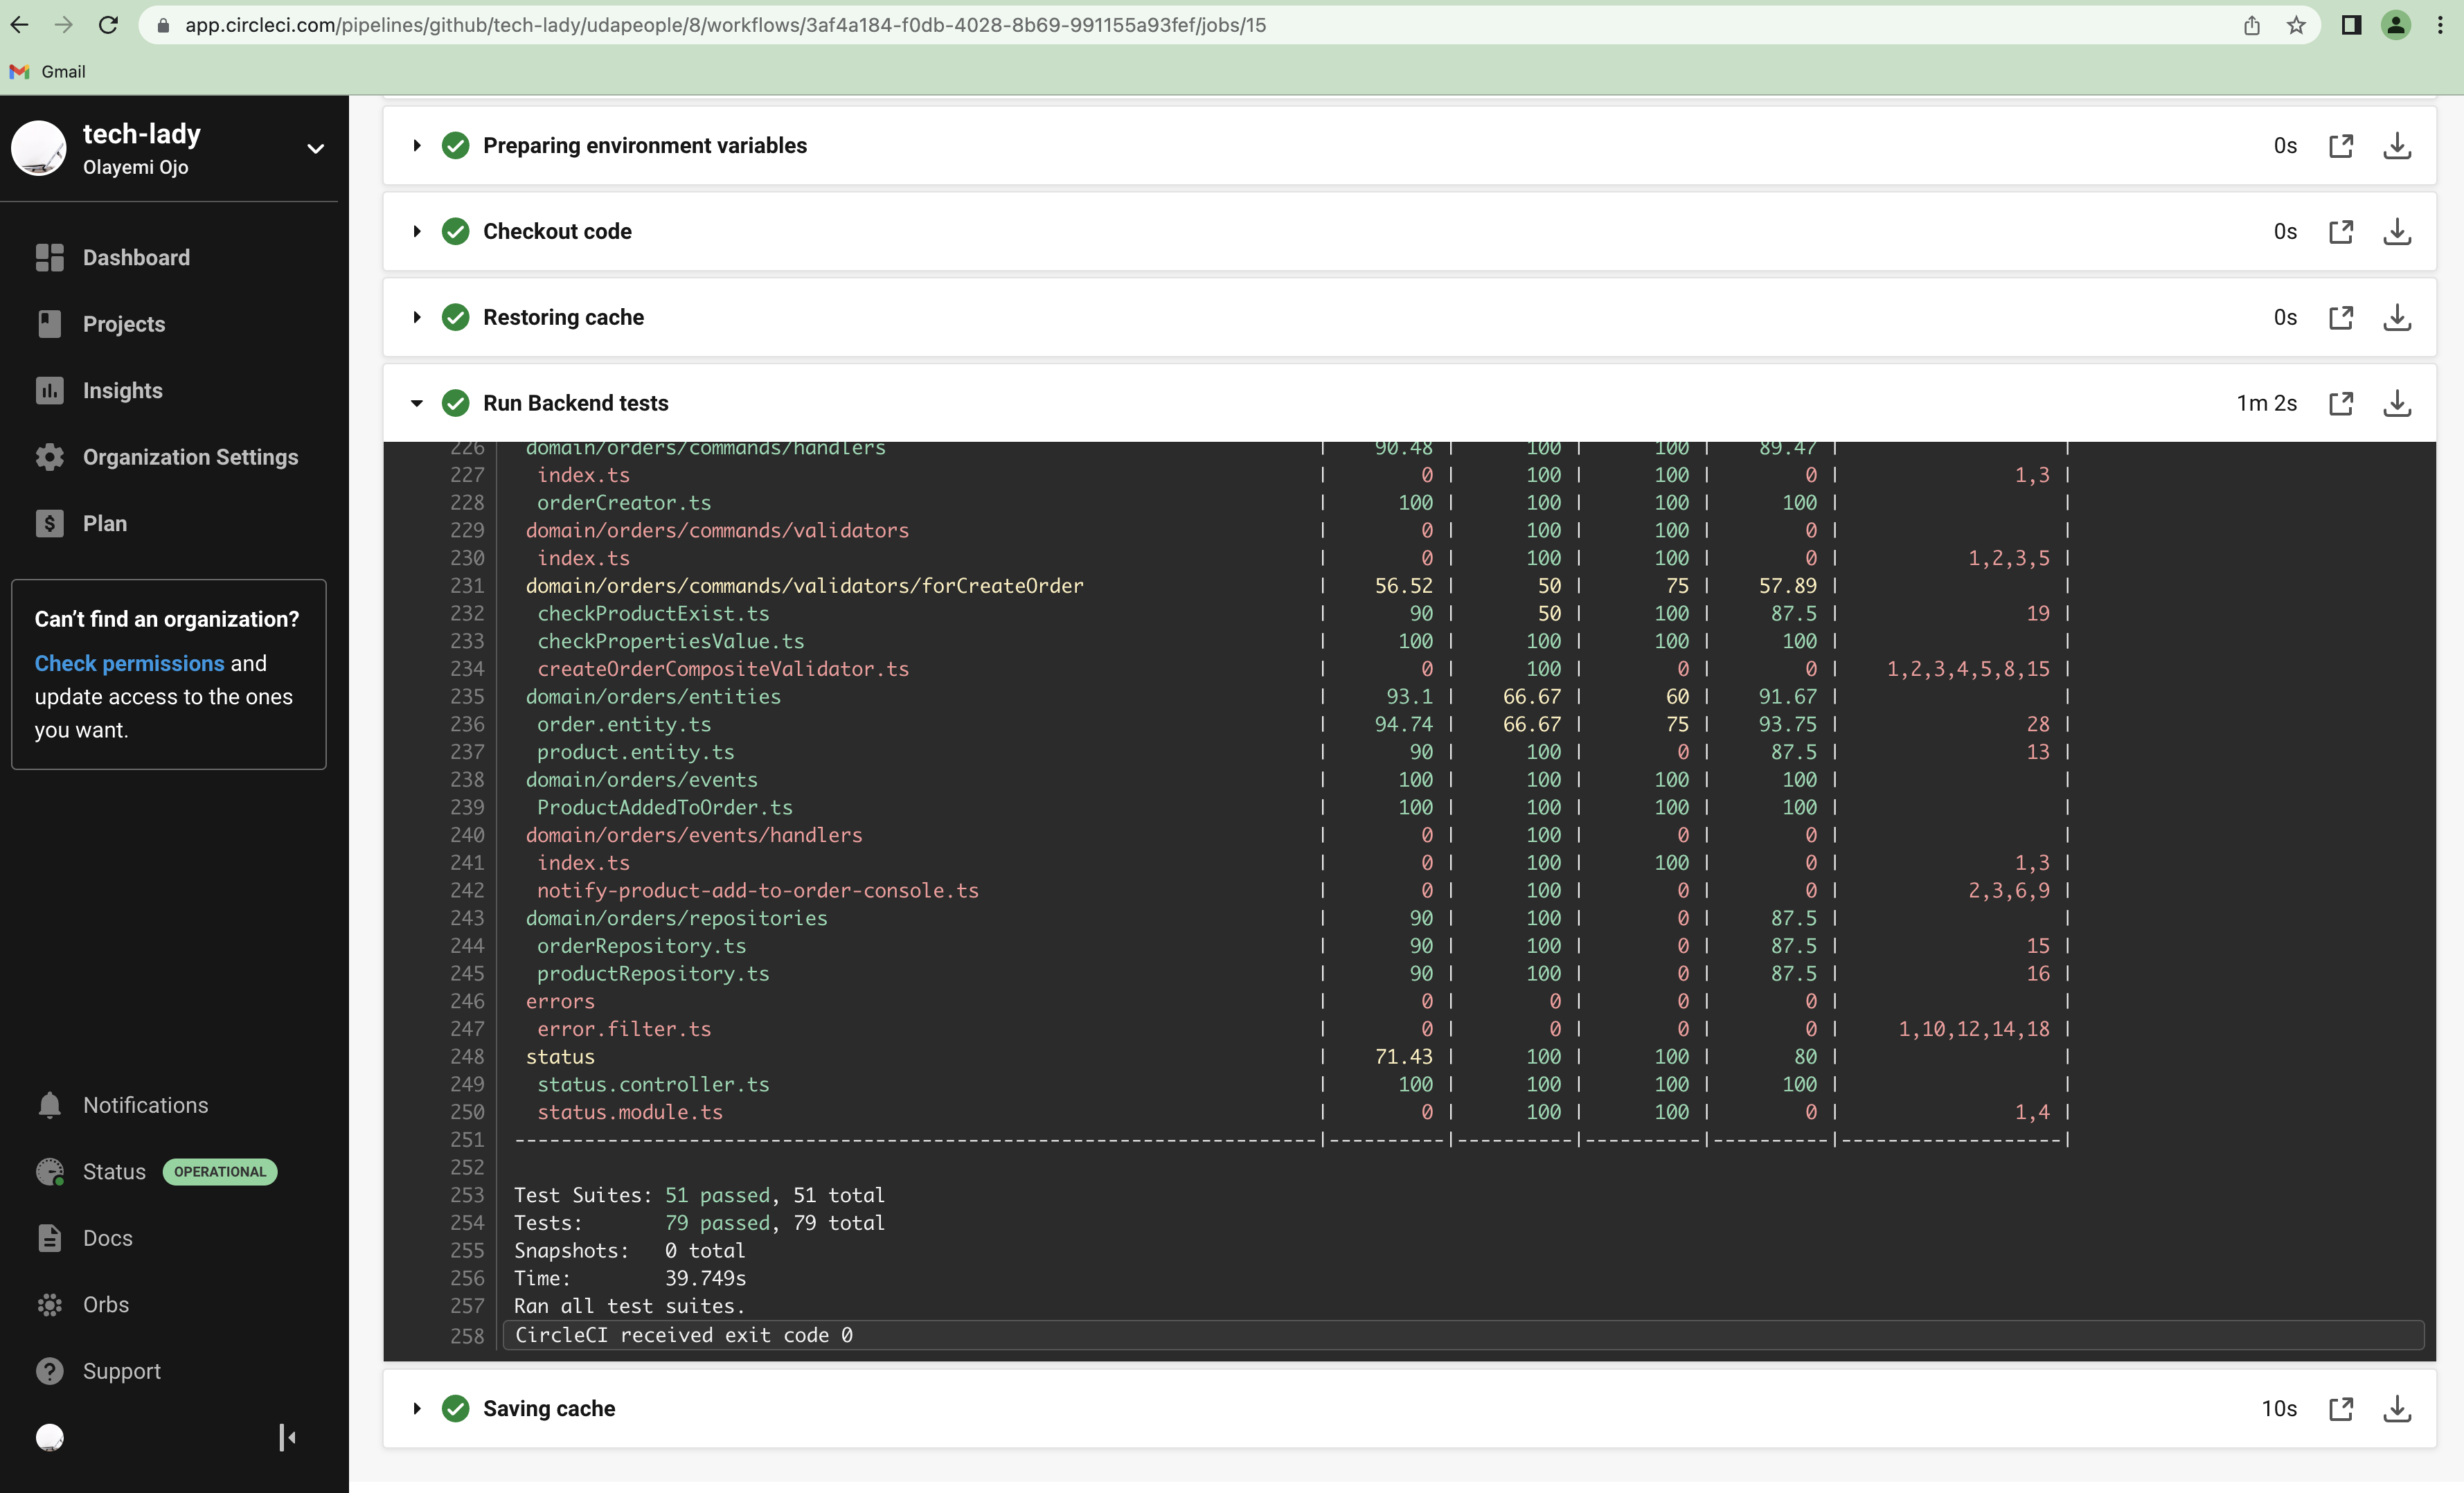 app.circleci.com/pipelines/github/tech-lady/udapeople/8/workflows/3af4a184-f0db-4028-8b69-991155a93fef/jobs/15
Gmail
tech-lady
Olayemi Ojo
Dashboard
Projects
Insights
Organization Settings
$ Plan
Can’t find an organization?
Check permissions and
update access to the ones
you want.
Notifications
Status OPERATIONAL
Docs
Orbs
? Support
Preparing environment variables 0s
Checkout code 0s
Restoring cache 0s
Run Backend tests 1m 2s
226 domain/orders/commands/handlers | 90.48 | 100 | 100 | 89.47 | |
227 index.ts | 0 | 100 | 100 | 0 | 1,3 |
228 orderCreator.ts | 100 | 100 | 100 | 100 | |
229 domain/orders/commands/validators | 0 | 100 | 100 | 0 | |
230 index.ts | 0 | 100 | 100 | 0 | 1,2,3,5 |
231 domain/orders/commands/validators/forCreateOrder | 56.52 | 50 | 75 | 57.89 | |
232 checkProductExist.ts | 90 | 50 | 100 | 87.5 | 19 |
233 checkPropertiesValue.ts | 100 | 100 | 100 | 100 | |
234 createOrderCompositeValidator.ts | 0 | 100 | 0 | 0 | 1,2,3,4,5,8,15 |
235 domain/orders/entities | 93.1 | 66.67 | 60 | 91.67 | |
236 order.entity.ts | 94.74 | 66.67 | 75 | 93.75 | 28 |
237 product.entity.ts | 90 | 100 | 0 | 87.5 | 13 |
238 domain/orders/events | 100 | 100 | 100 | 100 | |
239 ProductAddedToOrder.ts | 100 | 100 | 100 | 100 | |
240 domain/orders/events/handlers | 0 | 100 | 0 | 0 | |
241 index.ts | 0 | 100 | 100 | 0 | 1,3 |
242 notify-product-add-to-order-console.ts | 0 | 100 | 0 | 0 | 2,3,6,9 |
243 domain/orders/repositories | 90 | 100 | 0 | 87.5 | |
244 orderRepository.ts | 90 | 100 | 0 | 87.5 | 15 |
245 productRepository.ts | 90 | 100 | 0 | 87.5 | 16 |
246 errors | 0 | 0 | 0 | 0 | |
247 error.filter.ts | 0 | 0 | 0 | 0 | 1,10,12,14,18 |
248 status | 71.43 | 100 | 100 | 80 | |
249 status.controller.ts | 100 | 100 | 100 | 100 | |
250 status.module.ts | 0 | 100 | 100 | 0 | 1,4 |
251 ---------------------------------------------------------------------|----------|----------|----------|----------|-------------------|
252
253 Test Suites: 51 passed, 51 total
254 Tests: 79 passed, 79 total
255 Snapshots: 0 total
256 Time: 39.749s
257 Ran all test suites.
258 CircleCI received exit code 0
Saving cache 10s